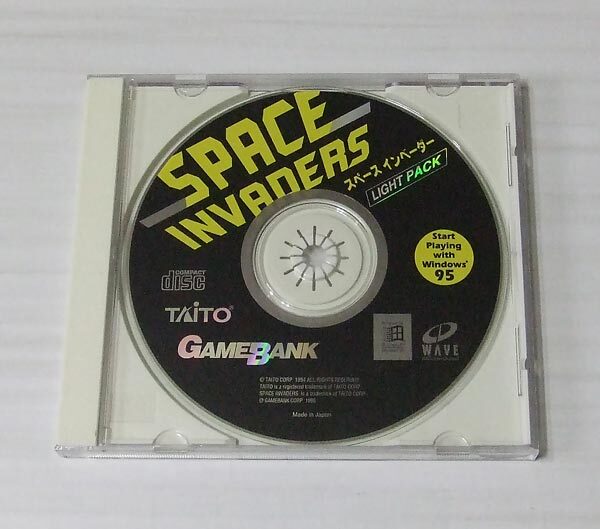 SPACE
INVADERS
スペース インベーダー
LIGHT PACK
Start
Playing
with
Windows®
95
COMPACT
disc
TAITO®
GAMEBANK
WAVE
© TAITO CORP. 1994 ALL RIGHTS RESERVED
TAITO is a registered trademark of TAITO CORP.
SPACE INVADERS is a trademark of TAITO CORP.
© GAMEBANK CORP. 1995
Made in Japan